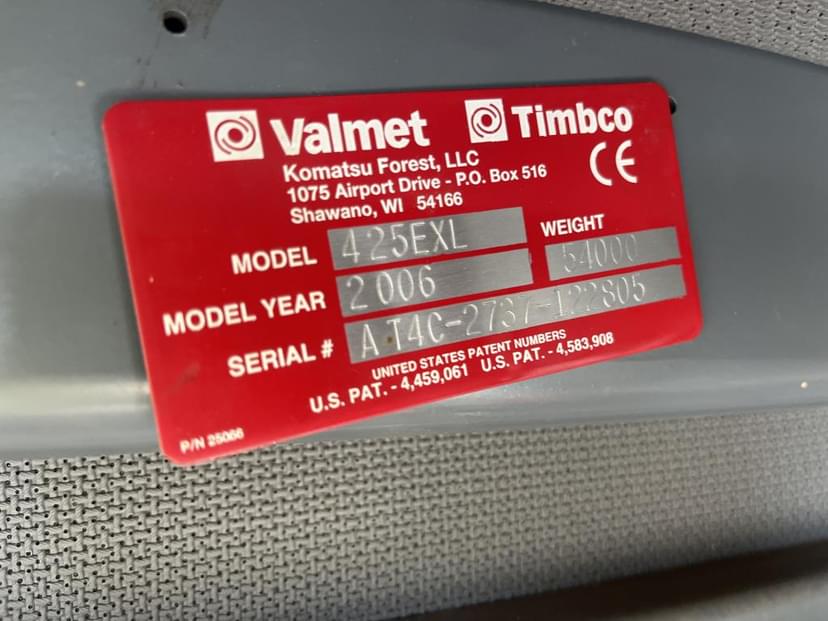 Valmet Timbco
Komatsu Forest, LLC
1075 Airport Drive - P.O. Box 516
Shawano, WI 54166
CE
MODEL 425EXL
WEIGHT 54000
MODEL YEAR 2006
SERIAL # AT4C-2737-122805
UNITED STATES PATENT NUMBERS
U.S. PAT. - 4,459,061 U.S. PAT. - 4,583,908
P/N 25066